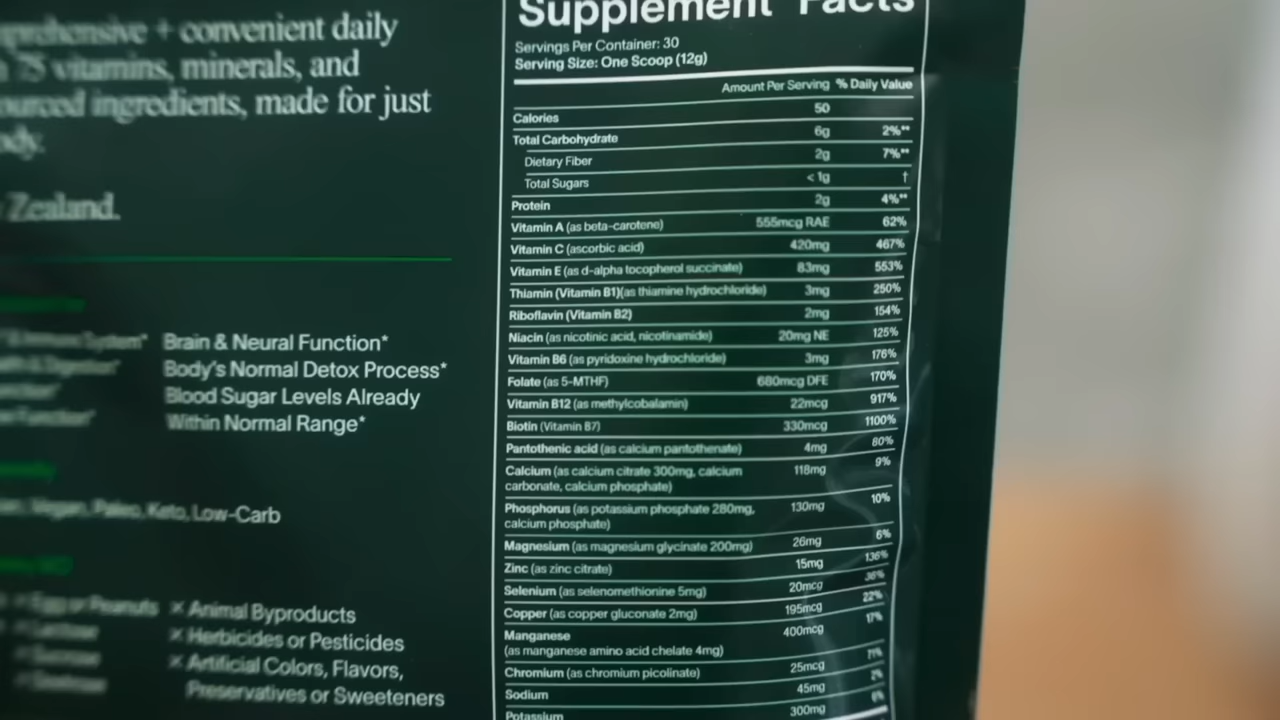 + convenient daily
75 vitamins, minerals, and
ingredients, made for just
Zealand.
Brain & Neural Function*
Body's Normal Detox Process*
Blood Sugar Levels Already
Within Normal Range*
Vegan, Paleo, Keto, Low-Carb
Eggs or Peanuts
× Animal Byproducts
× Herbicides or Pesticides
× Artificial Colors, Flavors,
Preservatives or Sweeteners
Supplement Facts
Servings Per Container: 30
Serving Size: One Scoop (12g)
Amount Per Serving % Daily Value
Calories 50
Total Carbohydrate 6g 2%**
Dietary Fiber 2g 7%**
Total Sugars <1g †
Protein 2g 4%**
Vitamin A (as beta-carotene) 555mcg RAE 62%
Vitamin C (ascorbic acid) 420mg 467%
Vitamin E (as d-alpha tocopherol succinate) 83mg 553%
Thiamin (Vitamin B1)(as thiamine hydrochloride) 3mg 250%
Riboflavin (Vitamin B2) 2mg 154%
Niacin (as nicotinic acid, nicotinamide) 20mg NE 125%
Vitamin B6 (as pyridoxine hydrochloride) 3mg 176%
Folate (as 5-MTHF) 680mcg DFE 170%
Vitamin B12 (as methylcobalamin) 22mcg 917%
Biotin (Vitamin B7) 330mcg 1100%
Pantothenic acid (as calcium pantothenate) 4mg 80%
Calcium (as calcium citrate 300mg, calcium 118mg 9%
carbonate, calcium phosphate)
Phosphorus (as potassium phosphate 280mg, 130mg 10%
calcium phosphate)
Magnesium (as magnesium glycinate 200mg) 26mg 6%
Zinc (as zinc citrate) 15mg 136%
Selenium (as selenomethionine 5mg) 20mcg 36%
Copper (as copper gluconate 2mg) 195mcg 22%
Manganese 400mcg 17%
(as manganese amino acid chelate 4mg)
Chromium (as chromium picolinate) 25mcg 71%
Sodium 45mg 2%
Potassium 300mg 6%